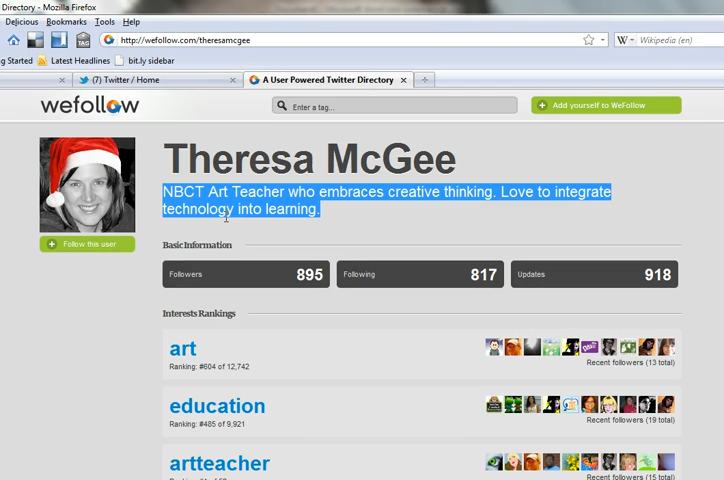 Directory - Mozilla Firefox
Delicious Bookmarks Tools Help
TAG http://wefollow.com/theresamcgee W Wikipedia (en)
g Started Latest Headlines bit.ly sidebar
(7) Twitter / Home A User Powered Twitter Directory
wefollow Enter a tag... Add yourself to WeFollow
Theresa McGee
NBCT Art Teacher who embraces creative thinking. Love to integrate
technology into learning.
Follow this user
Basic Information
Followers 895 Following 817 Updates 918
Interests Rankings
art
Ranking: #604 of 12,742
Recent followers (13 total)
education
Ranking: #485 of 9,921
Recent followers (19 total)
artteacher
Recent followers (15 total)